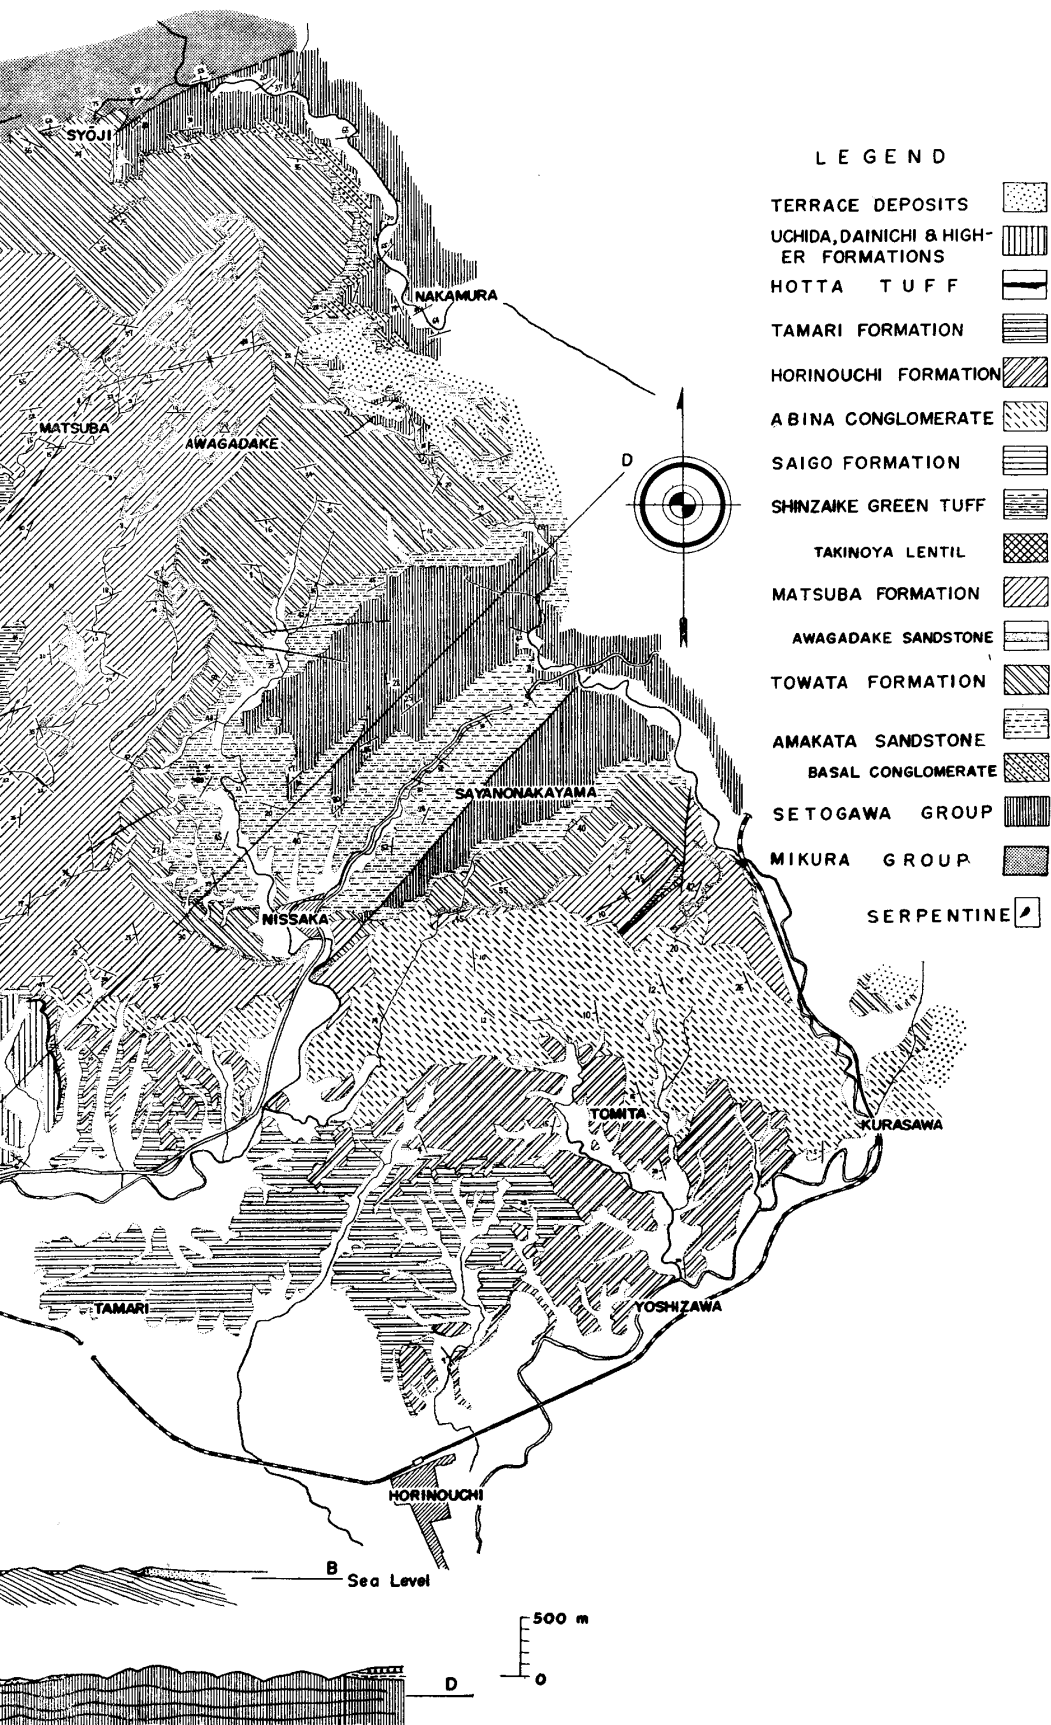 SYŌJI
NAKAMURA
MATSUBA
AWAGADAKE
D
SAYANONAKAYAMA
NISSAKA
TOMITA
KURASAWA
TAMARI
YOSHIZAWA
HORINOUCHI
LEGEND
TERRACE DEPOSITS
UCHIDA, DAINICHI & HIGH-
ER FORMATIONS
HOTTA TUFF
TAMARI FORMATION
HORINOUCHI FORMATION
ABINA CONGLOMERATE
SAIGO FORMATION
SHINZAIKE GREEN TUFF
TAKINOYA LENTIL
MATSUBA FORMATION
AWAGADAKE SANDSTONE
TOWATA FORMATION
AMAKATA SANDSTONE
BASAL CONGLOMERATE
SETOGAWA GROUP
MIKURA GROUP
SERPENTINE
B
Sea Level
500 m
0
D